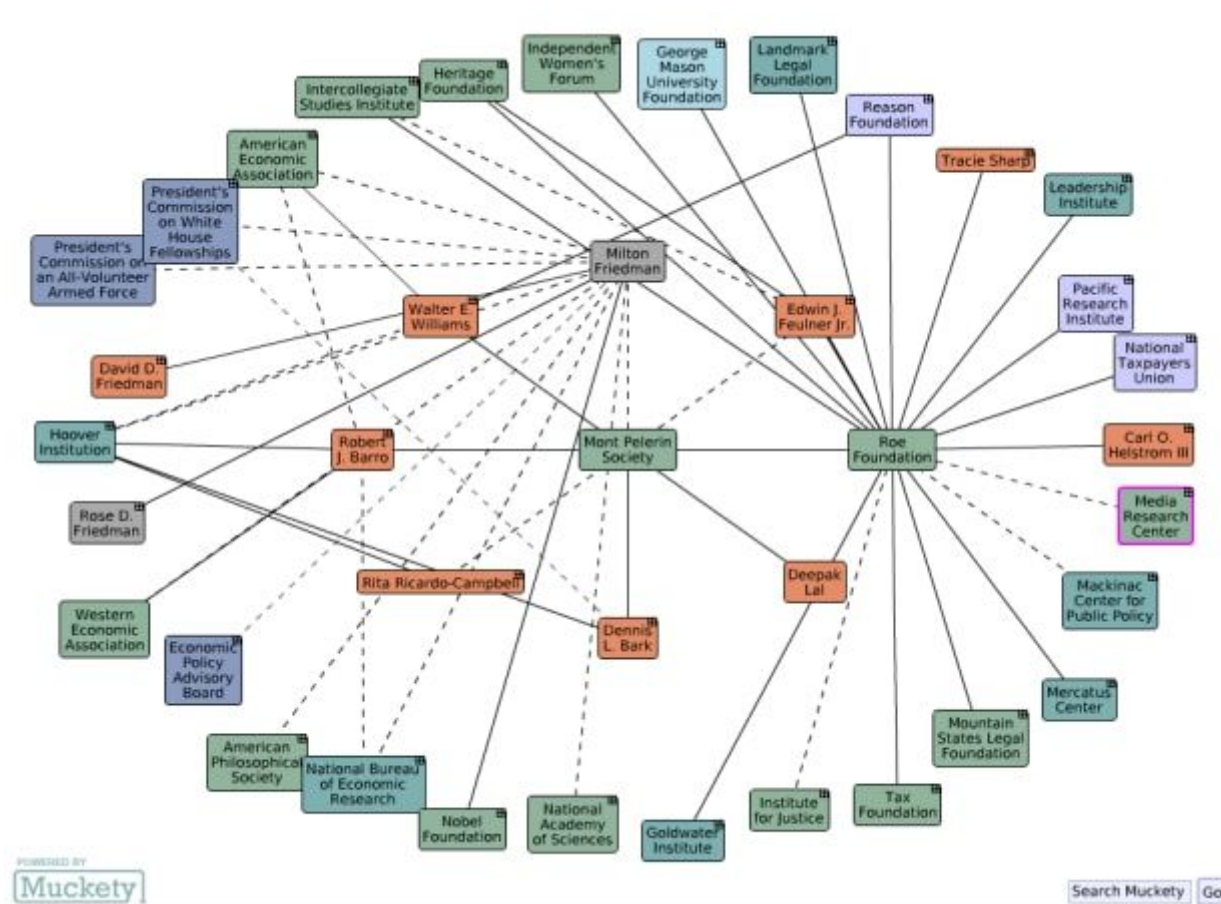 Independent
Women's
Forum
George
Mason
University
Foundation
Landmark
Legal
Foundation
Heritage
Foundation
Intercollegiate
Studies Institute
Reason
Foundation
American
Economic
Association
Tracie Sharp
Leadership
Institute
President's
Commission
on White
House
Fellowships
President's
Commission on
an All-Volunteer
Armed Force
Milton
Friedman
Pacific
Research
Institute
Walter E.
Williams
Edwin J.
Feulner Jr.
National
Taxpayers
Union
David D.
Friedman
Hoover
Institution
Robert
J. Barro
Mont Pelerin
Society
Roe
Foundation
Carl O.
Helstrom III
Rose D.
Friedman
Media
Research
Center
Rita Ricardo-Campbell
Deepak
Lal
Mackinac
Center for
Public Policy
Western
Economic
Association
Dennis
L. Bark
Economic
Policy
Advisory
Board
Mercatus
Center
American
Philosophical
Society
Mountain
States Legal
Foundation
National Bureau
of Economic
Research
Nobel
Foundation
National
Academy
of Sciences
Goldwater
Institute
Institute
for Justice
Tax
Foundation
POWERED BY
Muckety
Search Muckety
Go